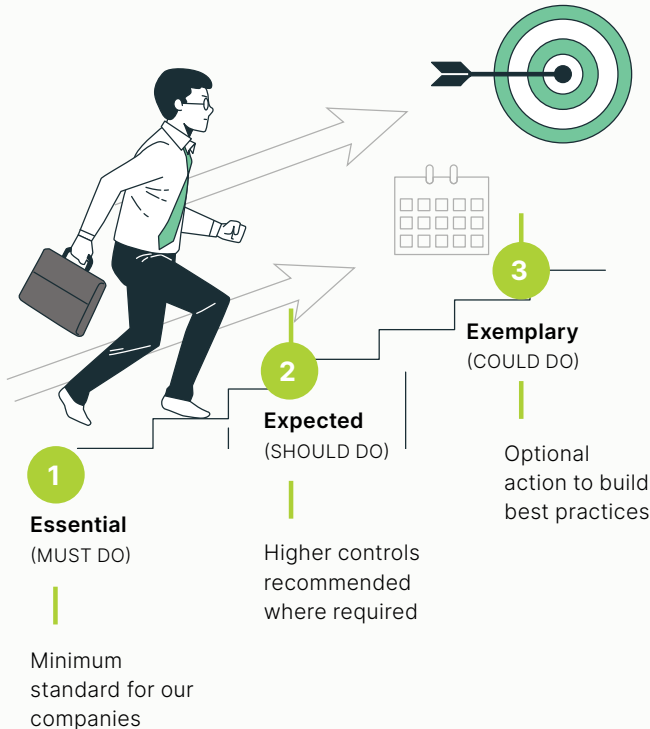 1
Essential
(MUST DO)
Minimum
standard for our
companies
2
Expected
(SHOULD DO)
Higher controls
recommended
where required
3
Exemplary
(COULD DO)
Optional
action to build
best practices